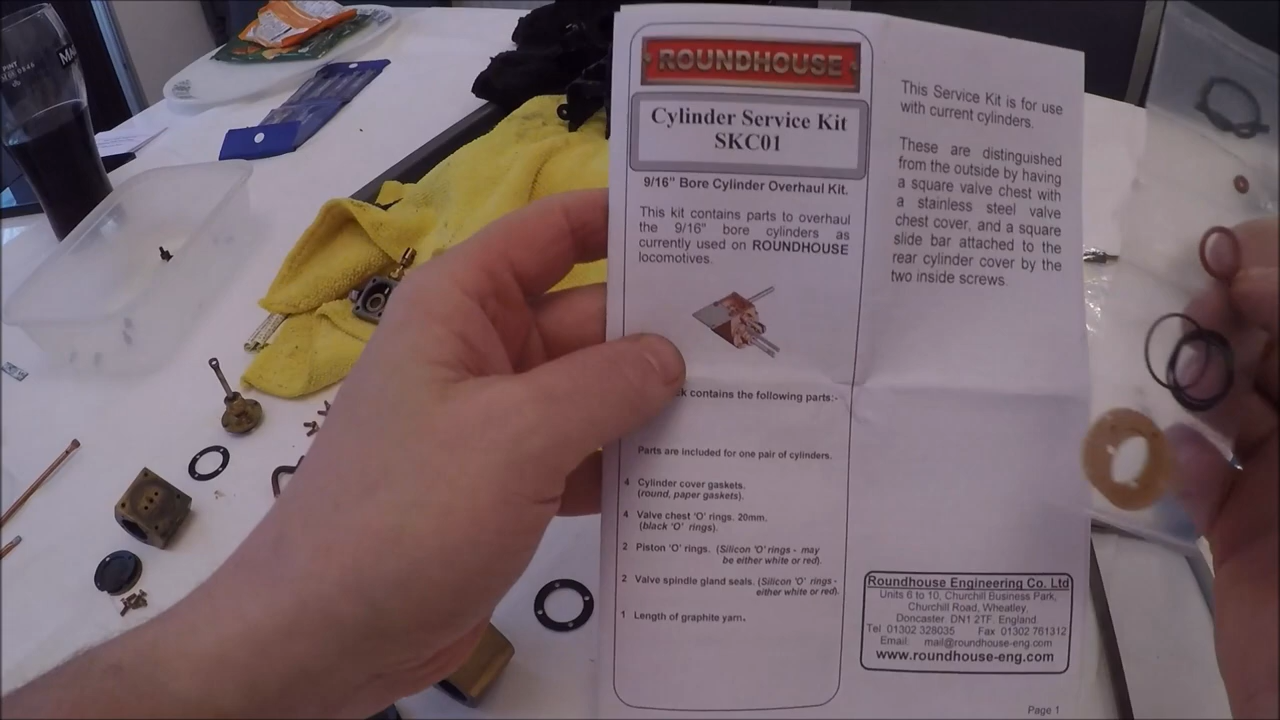 PINT
ROUNDHOUSE
Cylinder Service Kit
SKC01
9/16" Bore Cylinder Overhaul Kit.
This kit contains parts to overhaul
the 9/16" bore cylinders as
currently used on ROUNDHOUSE
locomotives.
contains the following parts:-
Parts are included for one pair of cylinders.
4 Cylinder cover gaskets.
(round, paper gaskets).
4 Valve chest 'O' rings. 20mm.
(black 'O' rings).
2 Piston 'O' rings. (Silicon 'O' rings - may
be either white or red).
2 Valve spindle gland seals. (Silicon 'O' rings -
either white or red).
1 Length of graphite yarn.
This Service Kit is for use
with current cylinders.
These are distinguished
from the outside by having
a square valve chest with
a stainless steel valve
chest cover, and a square
slide bar attached to the
rear cylinder cover by the
two inside screws.
Roundhouse Engineering Co. Ltd
Units 6 to 10, Churchill Business Park,
Churchill Road, Wheatley,
Doncaster. DN1 2TF. England.
Tel 01302 328035 Fax 01302 761312
Email: mail@roundhouse-eng.com
www.roundhouse-eng.com
Page 1